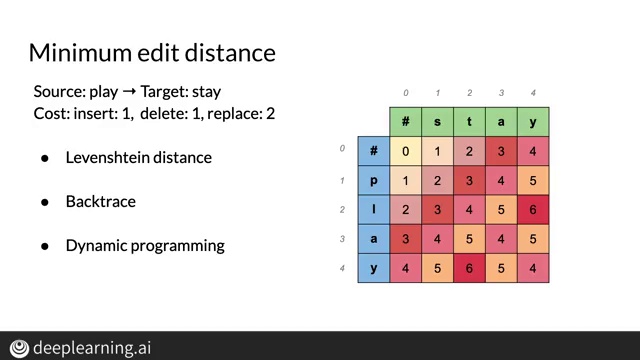 Minimum edit distance
Source: play → Target: stay
Cost: insert: 1, delete: 1, replace: 2
● Levenshtein distance
● Backtrace
● Dynamic programming
0 1 2 3 4
# s t a y
0 # 0 1 2 3 4
1 p 1 2 3 4 5
2 l 2 3 4 5 6
3 a 3 4 5 4 5
4 y 4 5 6 5 4
deeplearning.ai